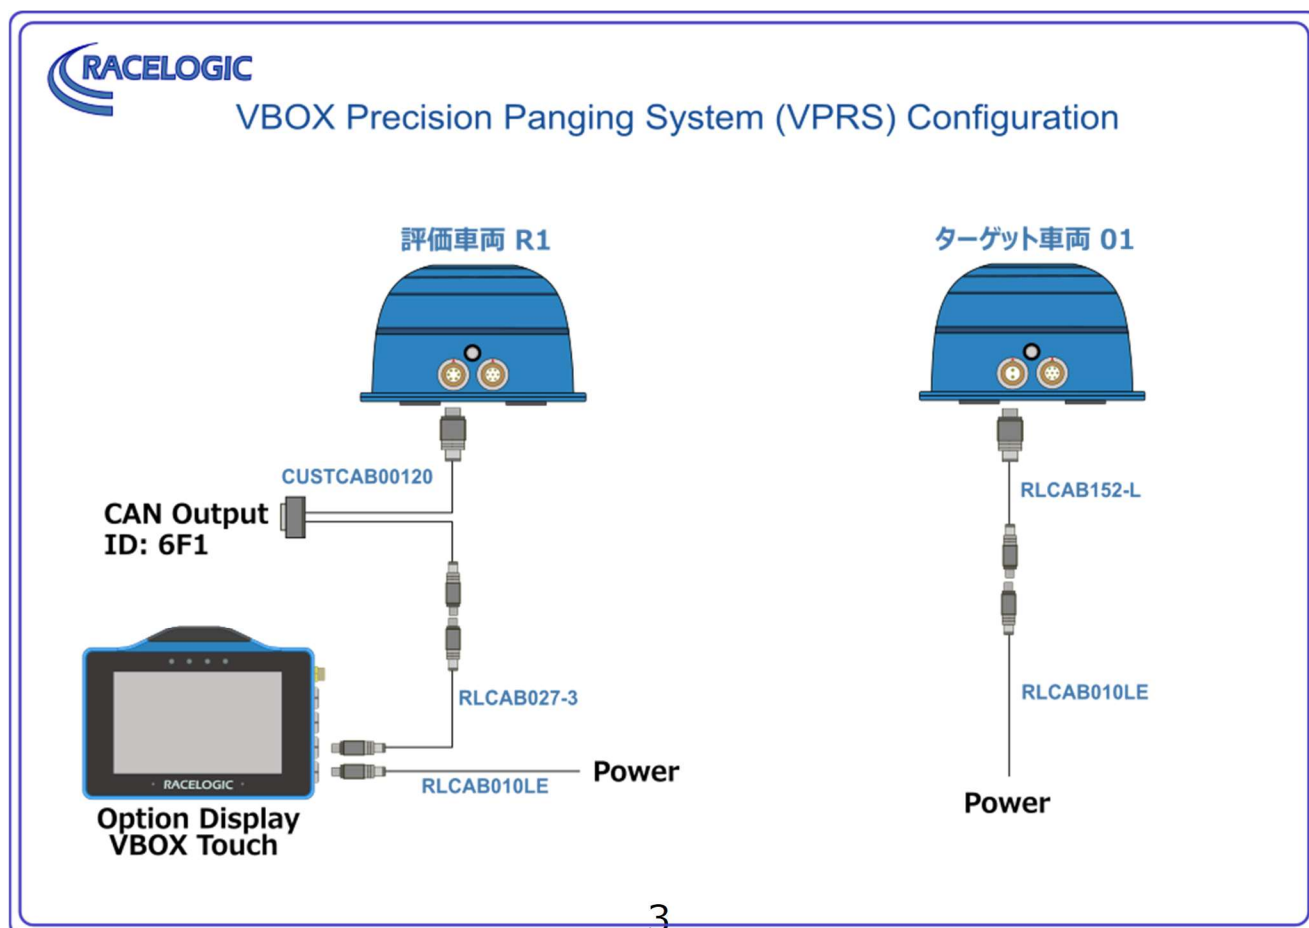 RACELOGIC
VBOX Precision Panging System (VPRS) Configuration
評価車両 R1
ターゲット車両 01
CUSTCAB00120
CAN Output
ID: 6F1
RLCAB152-L
RLCAB027-3
RLCAB010LE
RACELOGIC
RLCAB010LE
Power
Option Display
VBOX Touch
Power
3